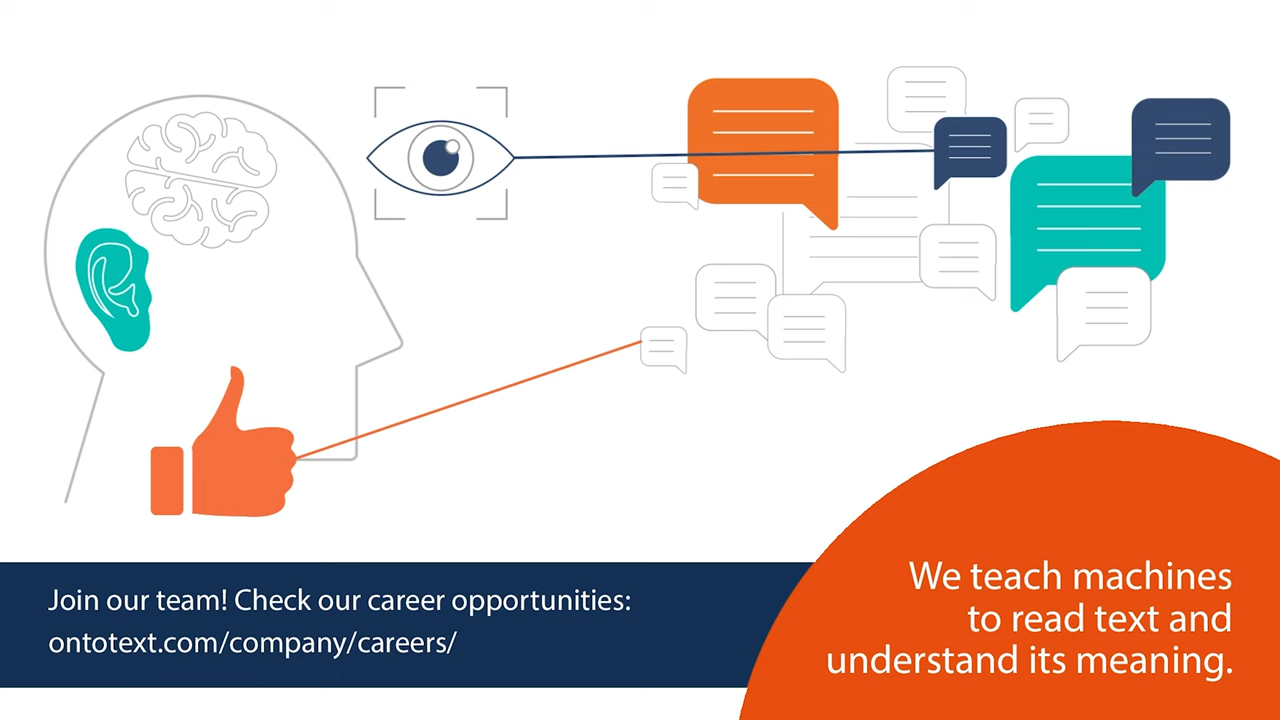 Join our team! Check our career opportunities:
ontotext.com/company/careers/
We teach machines
to read text and
understand its meaning.